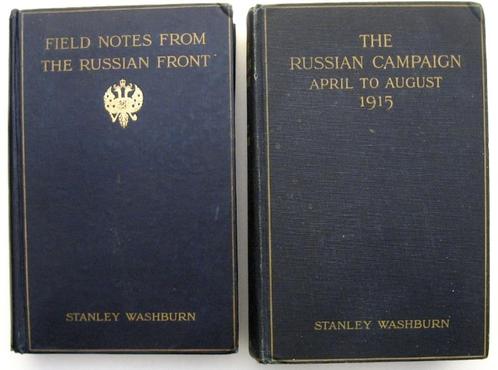 FIELD NOTES FROM
THE RUSSIAN FRONT
STANLEY WASHBURN
THE
RUSSIAN CAMPAIGN
APRIL TO AUGUST
1915
STANLEY WASHBURN